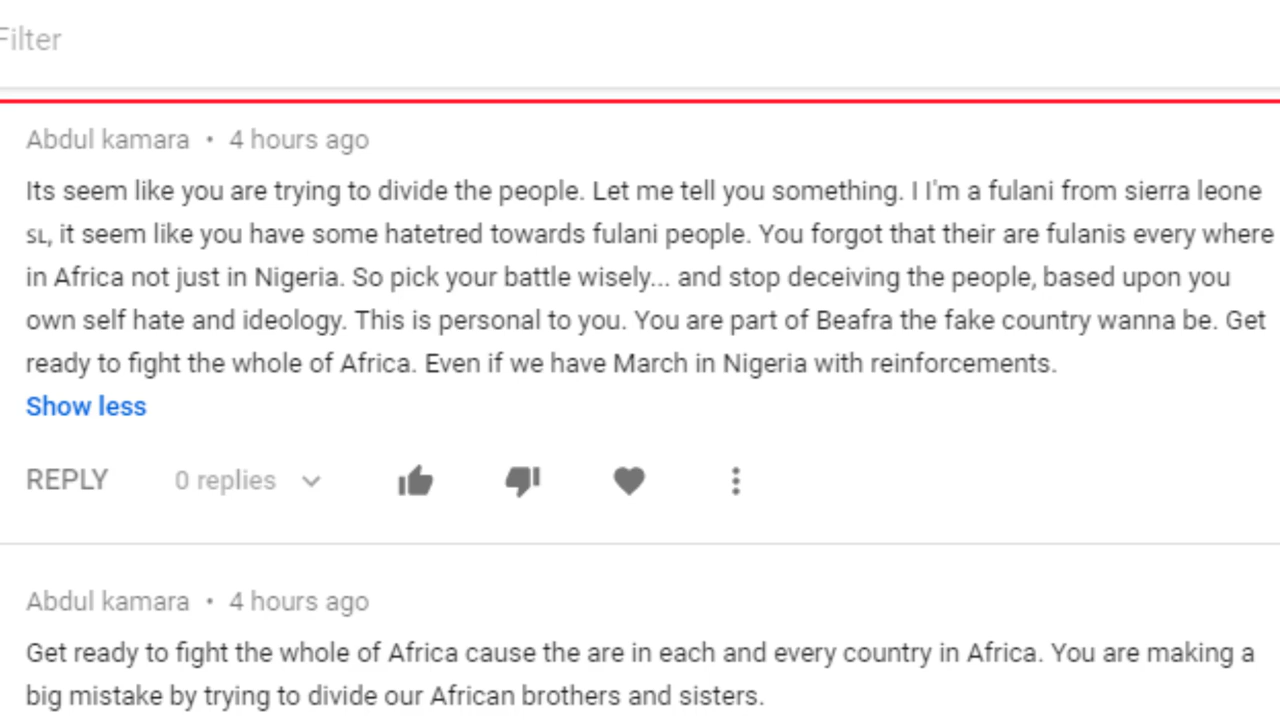 Filter
Abdul kamara • 4 hours ago
Its seem like you are trying to divide the people. Let me tell you something. I I'm a fulani from sierra leone
SL, it seem like you have some hatetred towards fulani people. You forgot that their are fulanis every where
in Africa not just in Nigeria. So pick your battle wisely... and stop deceiving the people, based upon you
own self hate and ideology. This is personal to you. You are part of Beafra the fake country wanna be. Get
ready to fight the whole of Africa. Even if we have March in Nigeria with reinforcements.
Show less
REPLY 0 replies
Abdul kamara • 4 hours ago
Get ready to fight the whole of Africa cause the are in each and every country in Africa. You are making a
big mistake by trying to divide our African brothers and sisters.